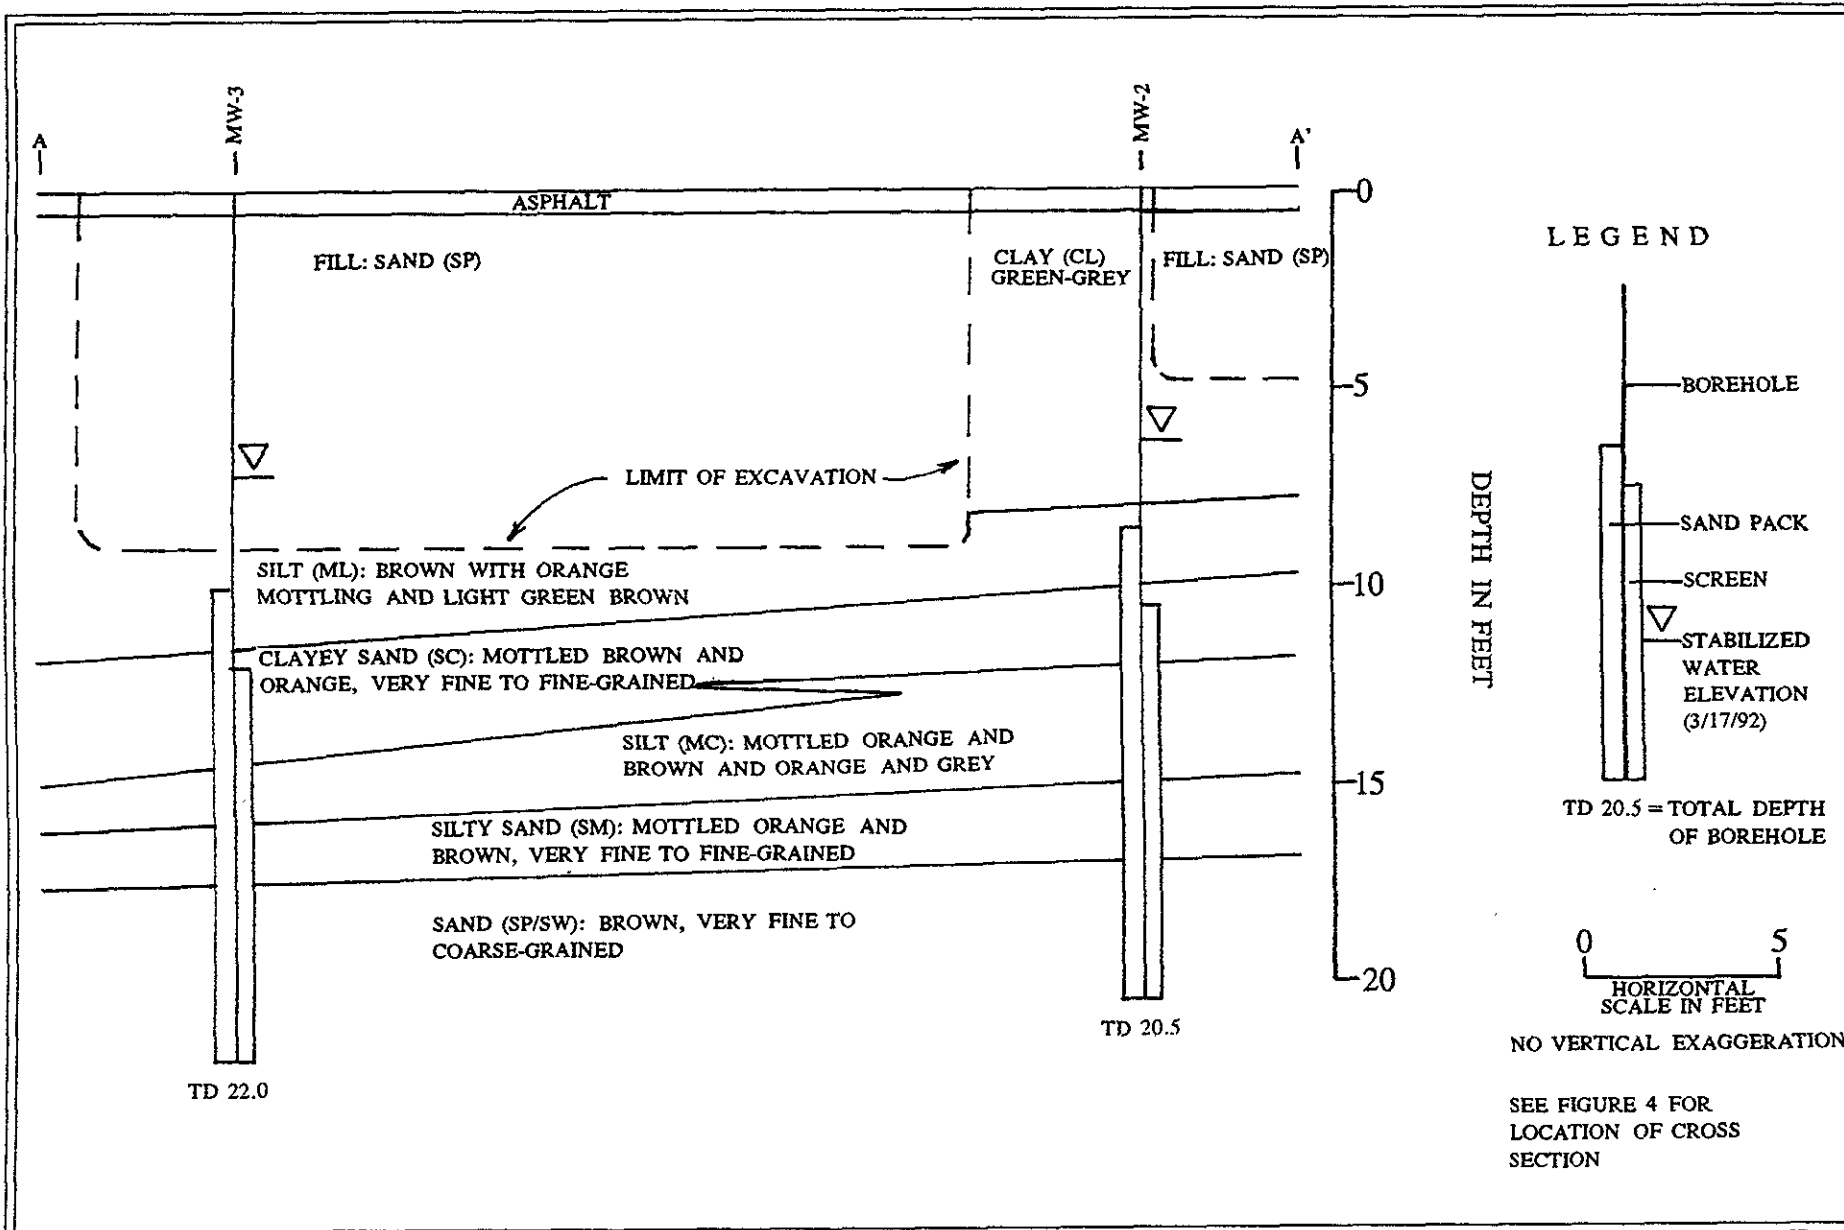 A
MW-3
MW-2
A'
ASPHALT
FILL: SAND (SP)
CLAY (CL)
GREEN-GREY
FILL: SAND (SP)
LIMIT OF EXCAVATION
SILT (ML): BROWN WITH ORANGE
MOTTLING AND LIGHT GREEN BROWN
CLAYEY SAND (SC): MOTTLED BROWN AND
ORANGE, VERY FINE TO FINE-GRAINED
SILT (MC): MOTTLED ORANGE AND
BROWN AND ORANGE AND GREY
SILTY SAND (SM): MOTTLED ORANGE AND
BROWN, VERY FINE TO FINE-GRAINED
SAND (SP/SW): BROWN, VERY FINE TO
COARSE-GRAINED
TD 22.0
TD 20.5
0
5
10
15
20
DEPTH IN FEET
LEGEND
BOREHOLE
SAND PACK
SCREEN
STABILIZED
WATER
ELEVATION
(3/17/92)
TD 20.5 = TOTAL DEPTH
OF BOREHOLE
0 5
HORIZONTAL
SCALE IN FEET
NO VERTICAL EXAGGERATION
SEE FIGURE 4 FOR
LOCATION OF CROSS
SECTION